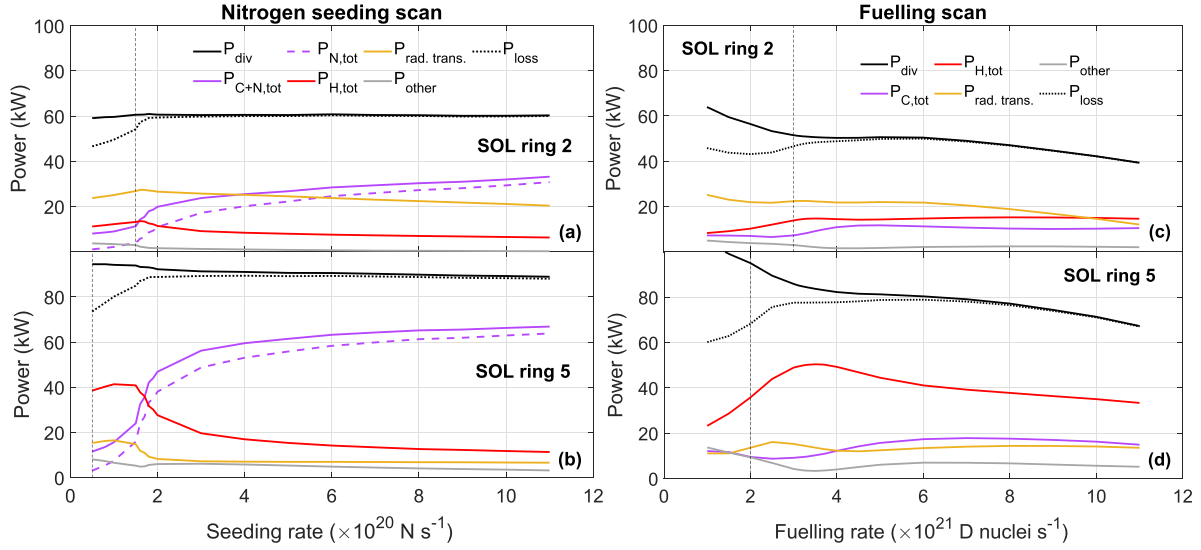 Nitrogen seeding scan
Fuelling scan
100
80
60
40
20
Power (kW)
P_div P_N,tot P_rad. trans. P_loss
P_C+N,tot P_H,tot P_other
SOL ring 2
(a)
80
60
40
20
0
Power (kW)
SOL ring 5
(b)
0 2 4 6 8 10 12
Seeding rate (×10^20 N s^-1)
100
80
60
40
20
Power (kW)
SOL ring 2
P_div P_H,tot P_other
P_C,tot P_rad. trans. P_loss
(c)
80
60
40
20
0
Power (kW)
SOL ring 5
(d)
0 2 4 6 8 10 12
Fuelling rate (×10^21 D nuclei s^-1)